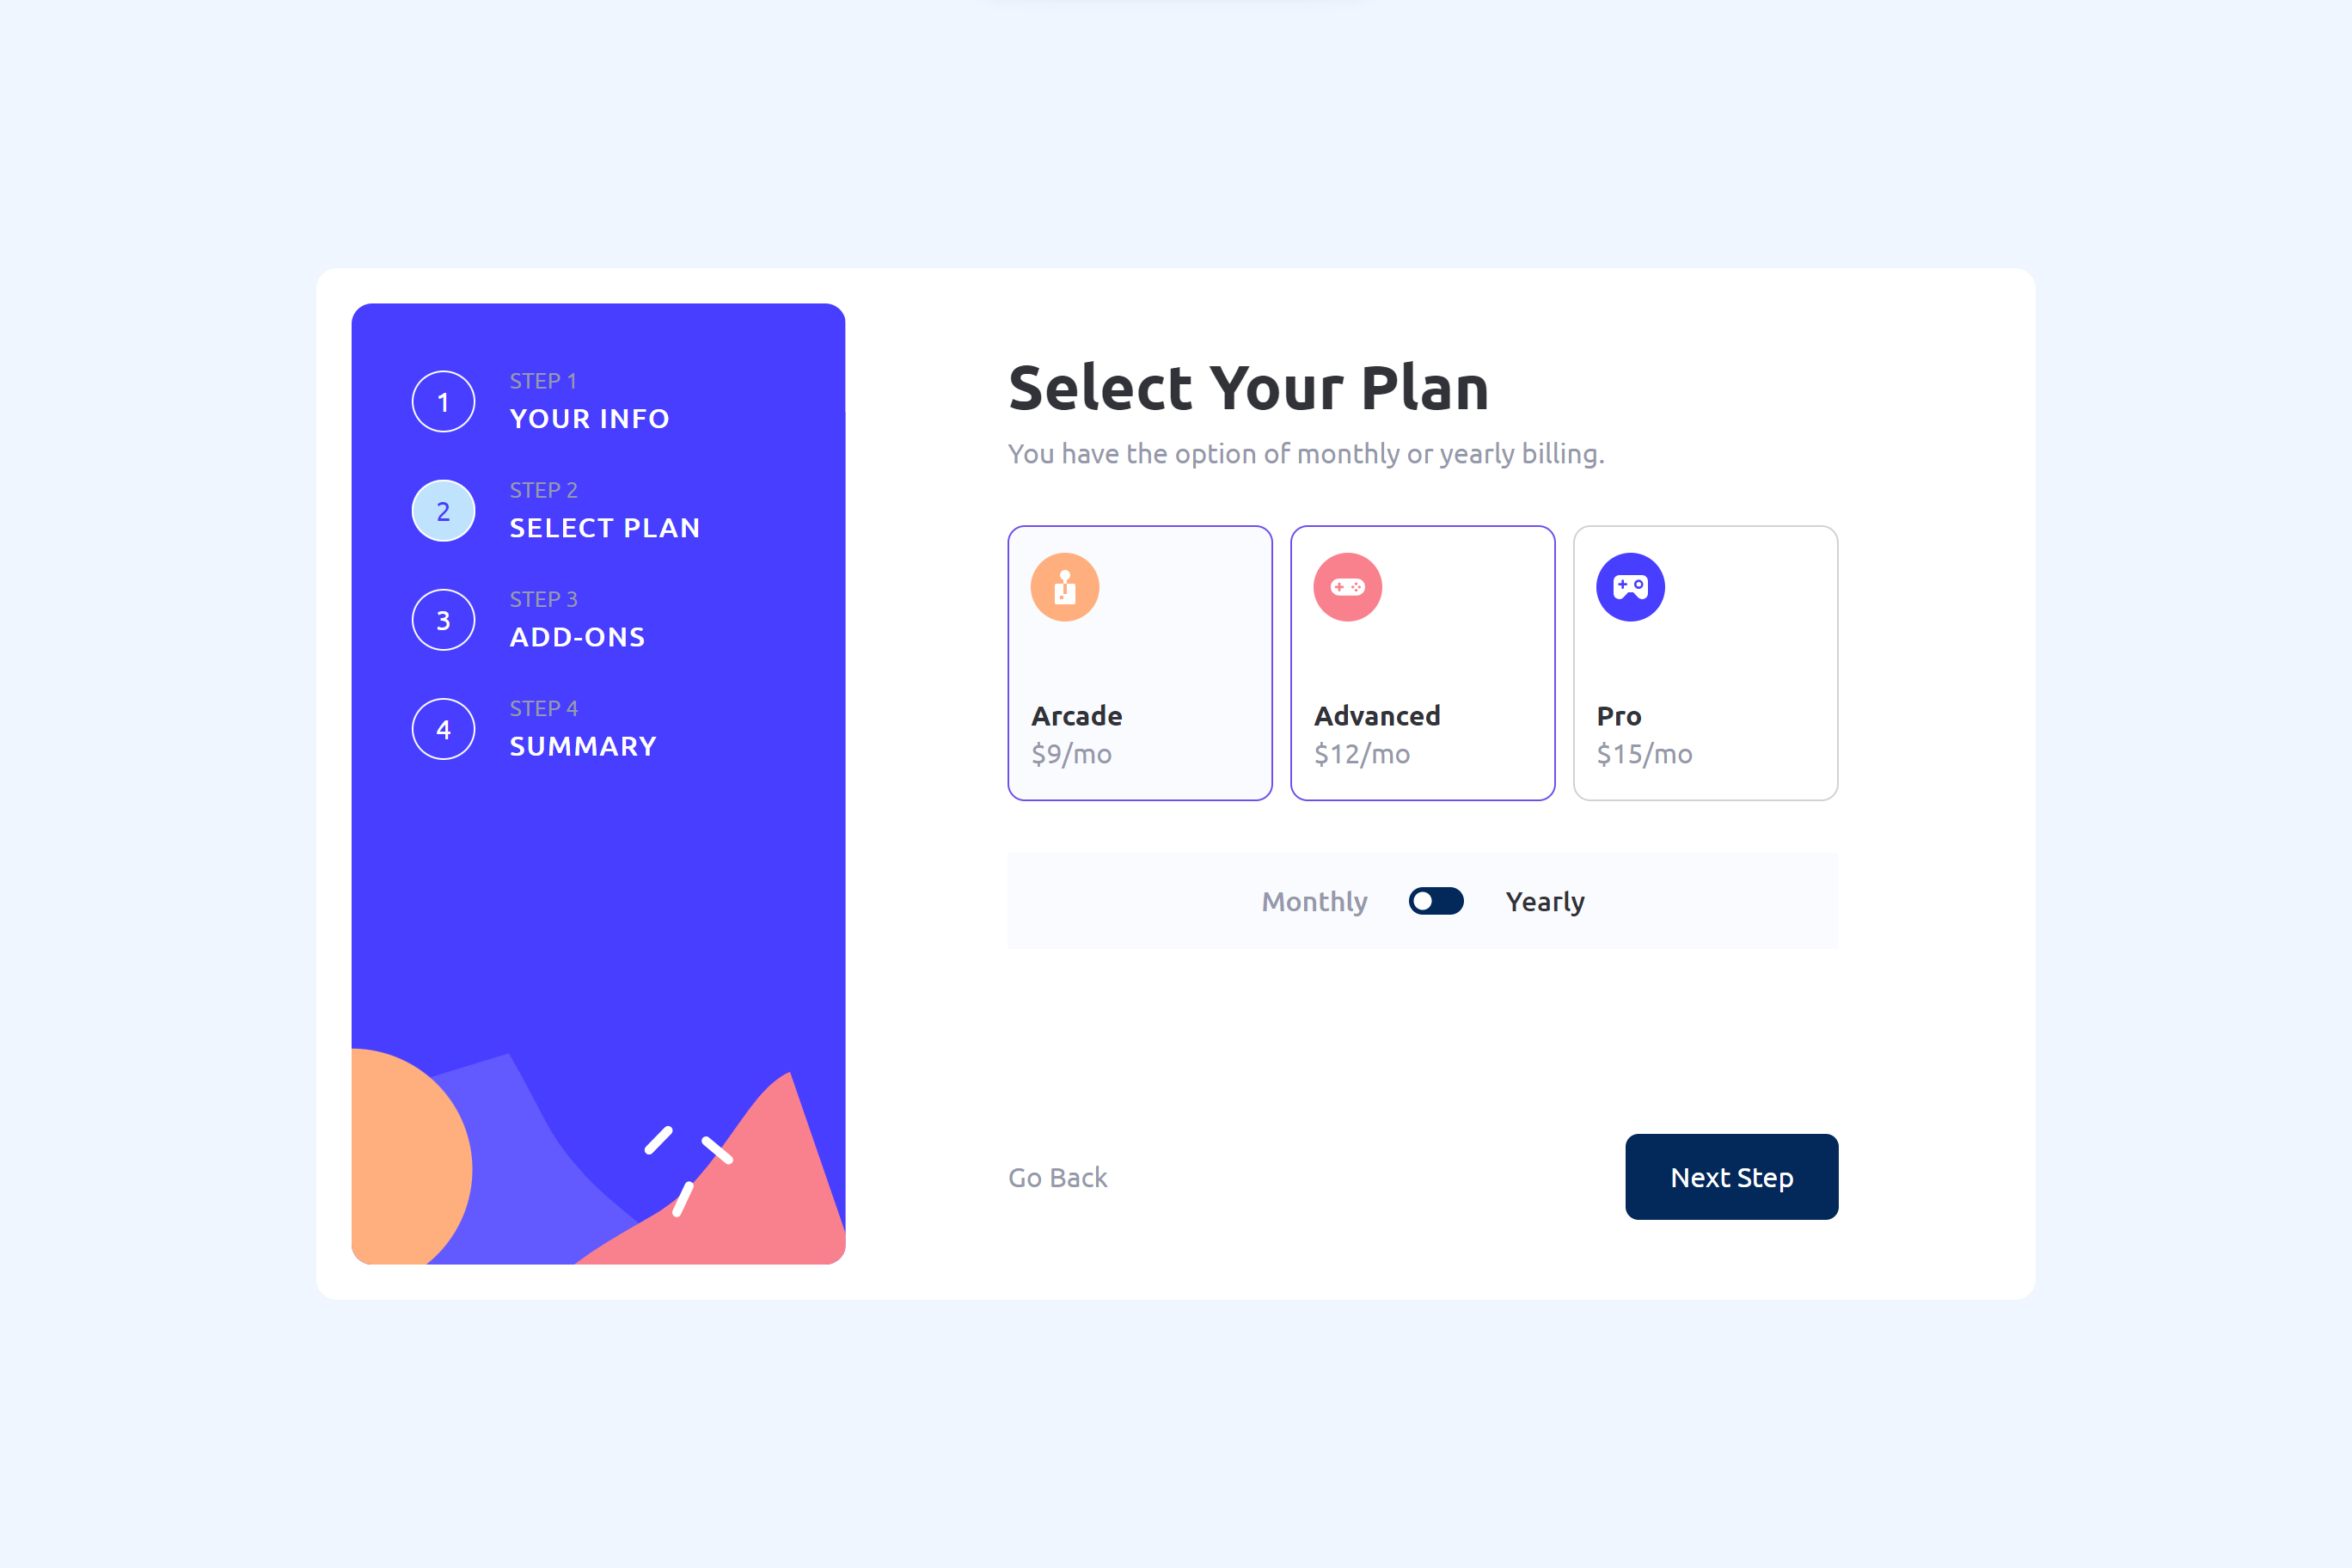 1
STEP 1
YOUR INFO
2
STEP 2
SELECT PLAN
3
STEP 3
ADD-ONS
4
STEP 4
SUMMARY
Select Your Plan
You have the option of monthly or yearly billing.
Arcade
$9/mo
Advanced
$12/mo
Pro
$15/mo
Monthly
Yearly
Go Back
Next Step